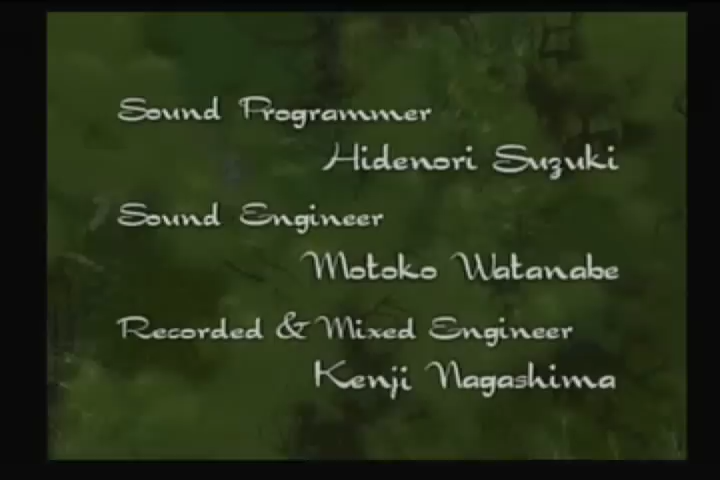 Sound Programmer
Hidenori Suzuki
Sound Engineer
Motoko Watanabe
Recorded & Mixed Engineer
Kenji Nagashima